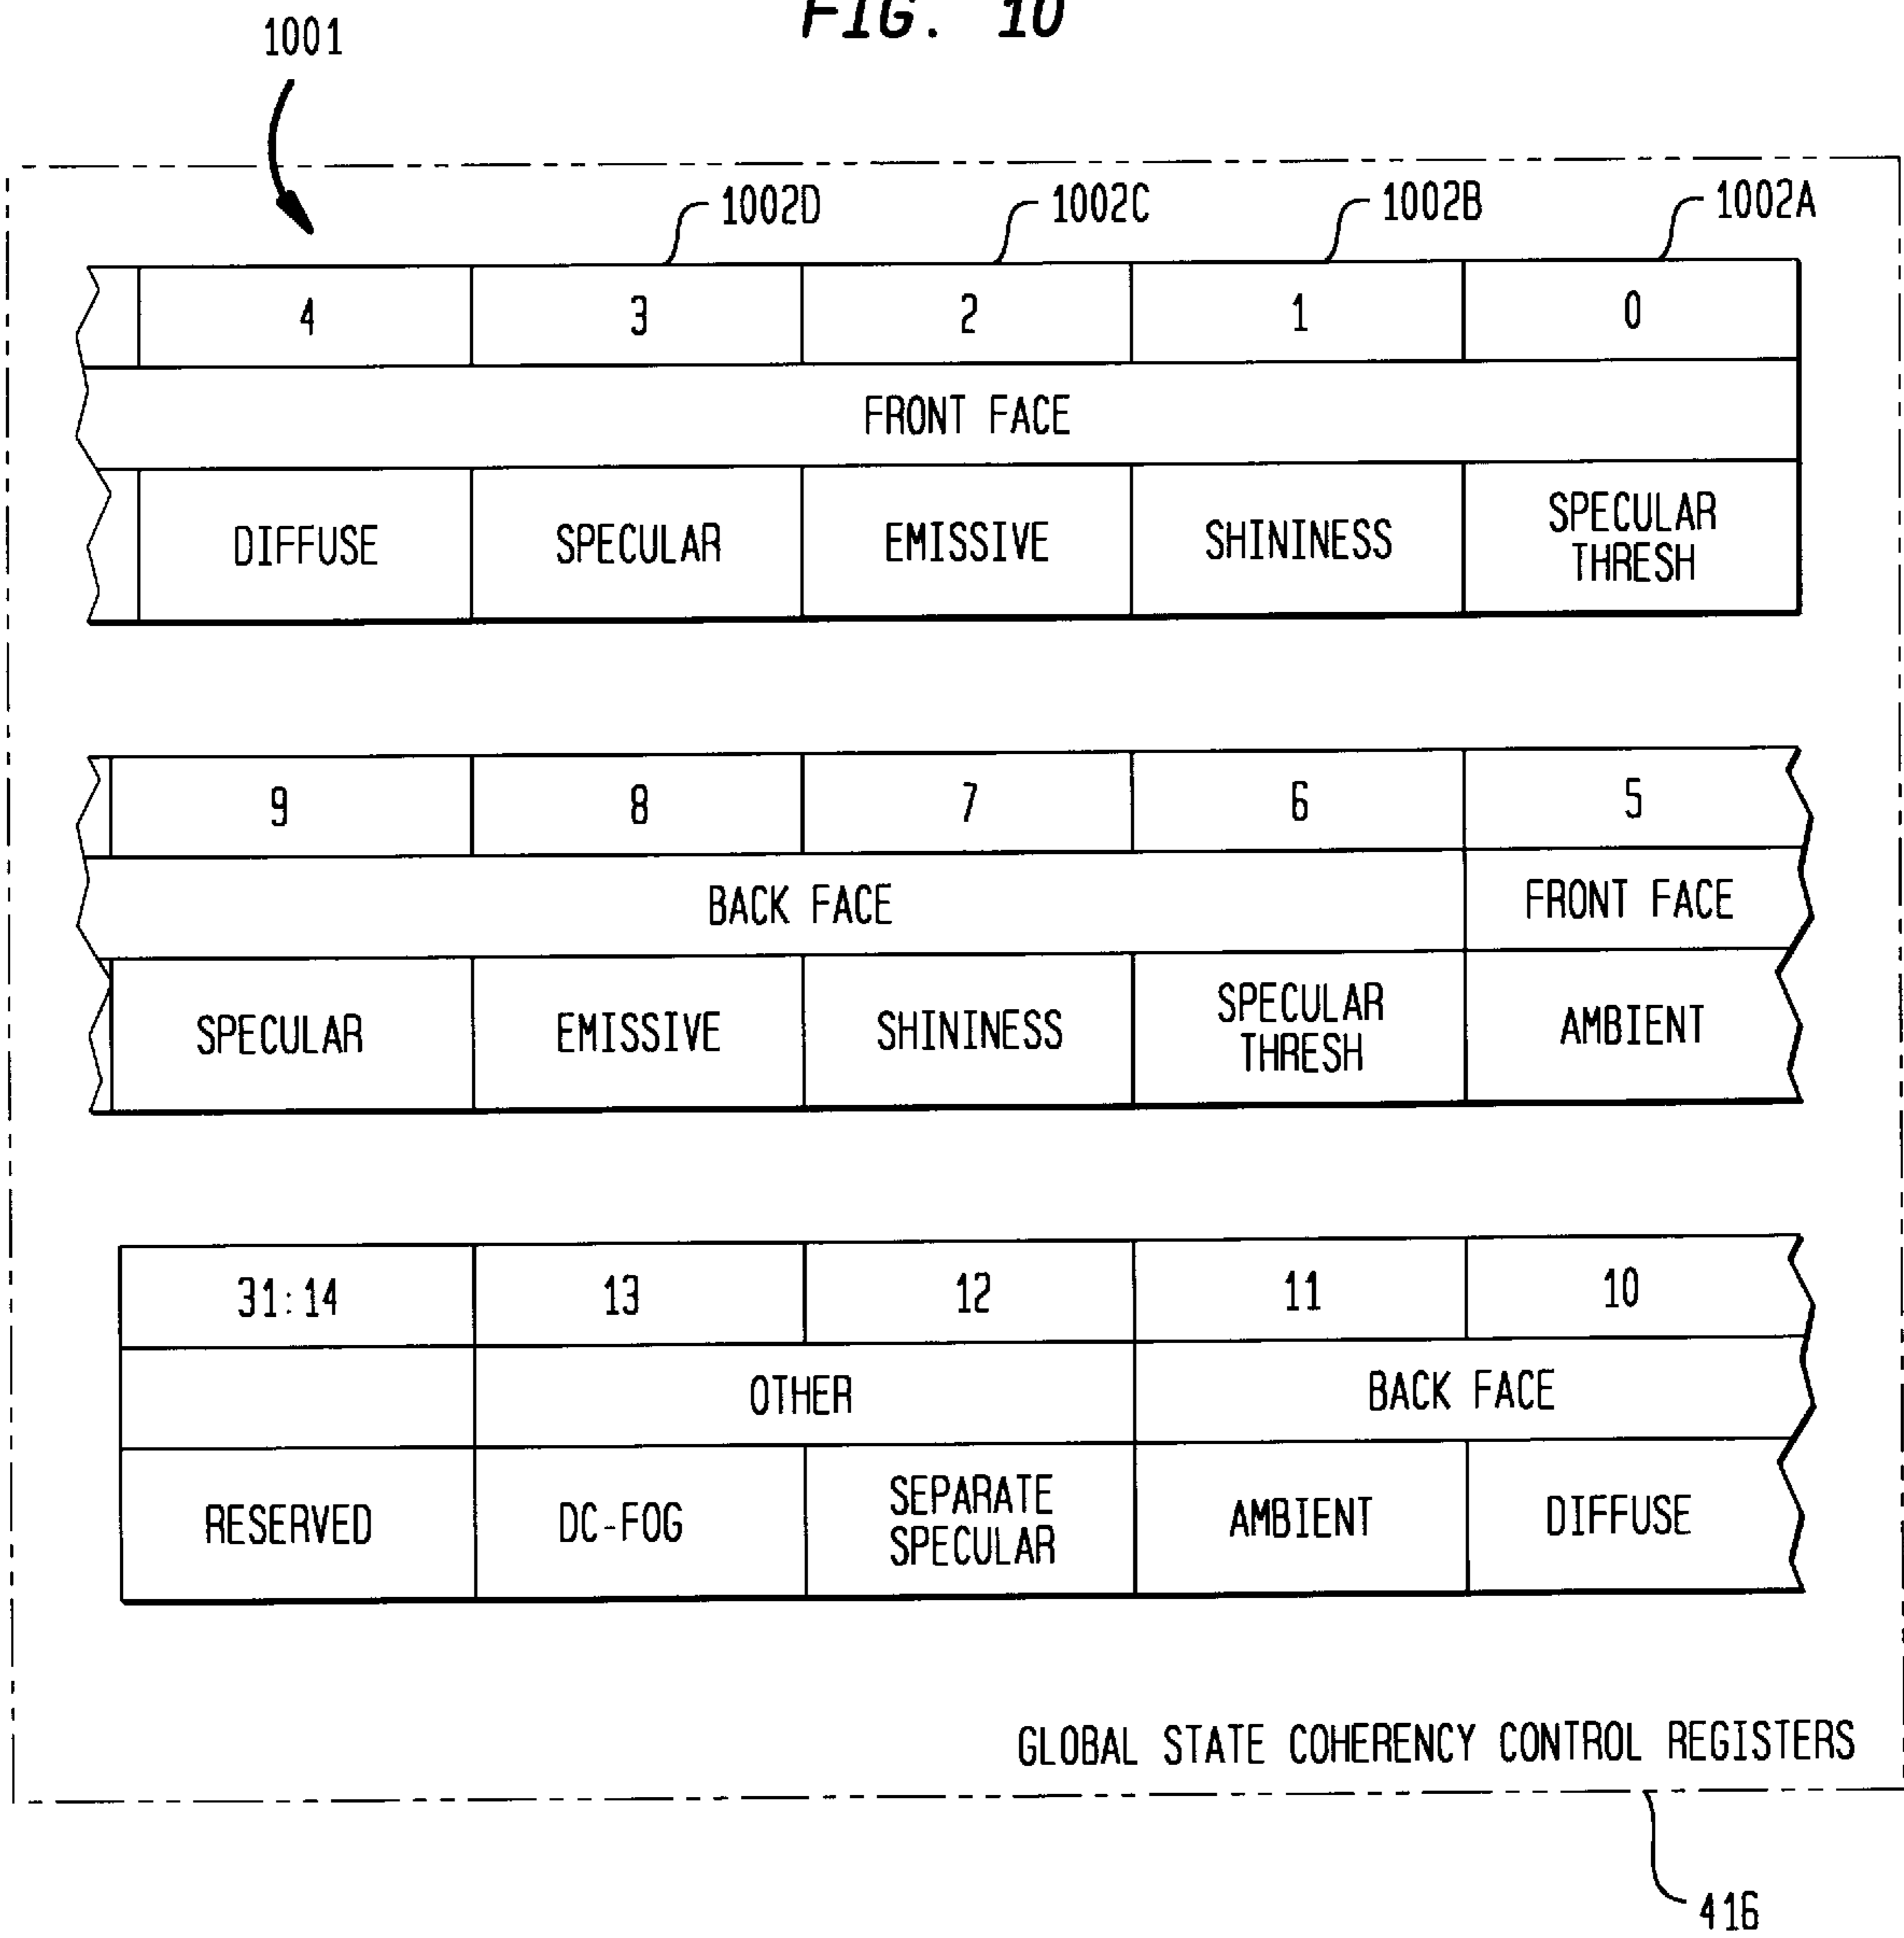 FIG. 10
1001
1002D 1002C 1002B 1002A
4 3 2 1 0
FRONT FACE
DIFFUSE SPECULAR EMISSIVE SHININESS SPECULAR
THRESH
9 8 7 6 5
BACK FACE FRONT FACE
SPECULAR EMISSIVE SHININESS SPECULAR
THRESH AMBIENT
31:14 13 12 11 10
OTHER BACK FACE
RESERVED DC-FOG SEPARATE
SPECULAR AMBIENT DIFFUSE
GLOBAL STATE COHERENCY CONTROL REGISTERS
416